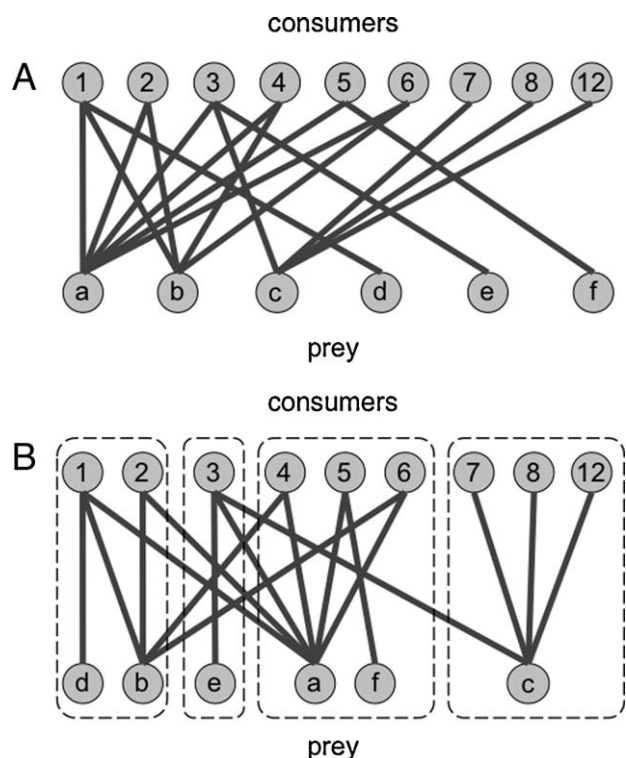 consumers
A
1 2 3 4 5 6 7 8 12
a b c d e f
prey
consumers
B
1 2 3 4 5 6 7 8 12
d b e a f c
prey